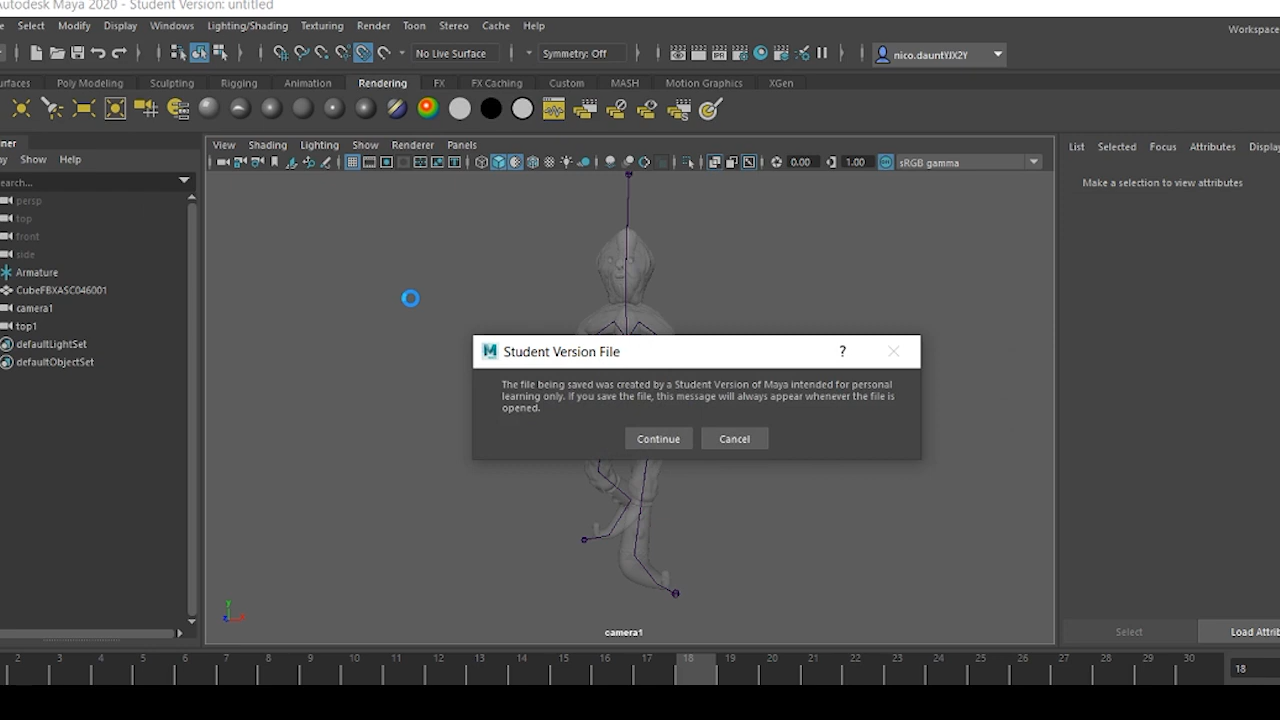 Autodesk Maya 2020 - Student Version: untitled
Select Modify Display Windows Lighting/Shading Texturing Render Toon Stereo Cache Help
Workspace
No Live Surface Symmetry: Off nico.dauntYJX2Y
Poly Modeling Sculpting Rigging Animation Rendering FX FX Caching Custom MASH Motion Graphics XGen
Show Help
View Shading Lighting Show Renderer Panels
List Selected Focus Attributes Display
0.00 1.00 sRGB gamma
Make a selection to view attributes
persp
top
front
side
Armature
CubeFBXASC046001
camera1
top1
defaultLightSet
defaultObjectSet
Student Version File ?
The file being saved was created by a Student Version of Maya intended for personal
learning only. If you save the file, this message will always appear whenever the file is
opened.
Continue Cancel
y
camera1
Select Load Attrib
2 3 4 5 6 7 8 9 10 11 12 13 14 15 16 17 18 19 20 21 22 23 24 25 26 27 28 29 30 18